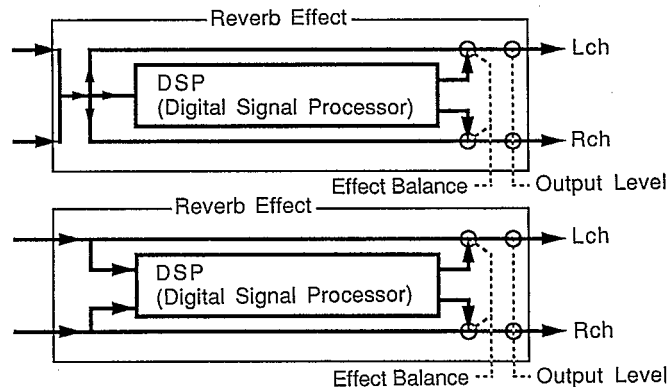 Reverb Effect
Lch
DSP
(Digital Signal Processor)
Rch
Effect Balance
Output Level
Reverb Effect
Lch
DSP
(Digital Signal Processor)
Rch
Effect Balance
Output Level